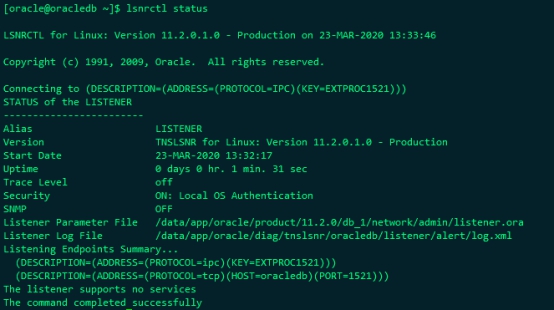 [oracle@oracledb ~]$ lsnrctl status
LSNRCTL for Linux: Version 11.2.0.1.0 - Production on 23-MAR-2020 13:33:46
Copyright (c) 1991, 2009, Oracle.  All rights reserved.
Connecting to (DESCRIPTION=(ADDRESS=(PROTOCOL=IPC)(KEY=EXTPROC1521)))
STATUS of the LISTENER
------------------------
Alias                     LISTENER
Version                   TNSLSNR for Linux: Version 11.2.0.1.0 - Production
Start Date                23-MAR-2020 13:32:17
Uptime                    0 days 0 hr. 1 min. 31 sec
Trace Level               off
Security                  ON: Local OS Authentication
SNMP                      OFF
Listener Parameter File   /data/app/oracle/product/11.2.0/db_1/network/admin/listener.ora
Listener Log File         /data/app/oracle/diag/tnslsnr/oracledb/listener/alert/log.xml
Listening Endpoints Summary...
  (DESCRIPTION=(ADDRESS=(PROTOCOL=ipc)(KEY=EXTPROC1521)))
  (DESCRIPTION=(ADDRESS=(PROTOCOL=tcp)(HOST=oracledb)(PORT=1521)))
The listener supports no services
The command completed successfully